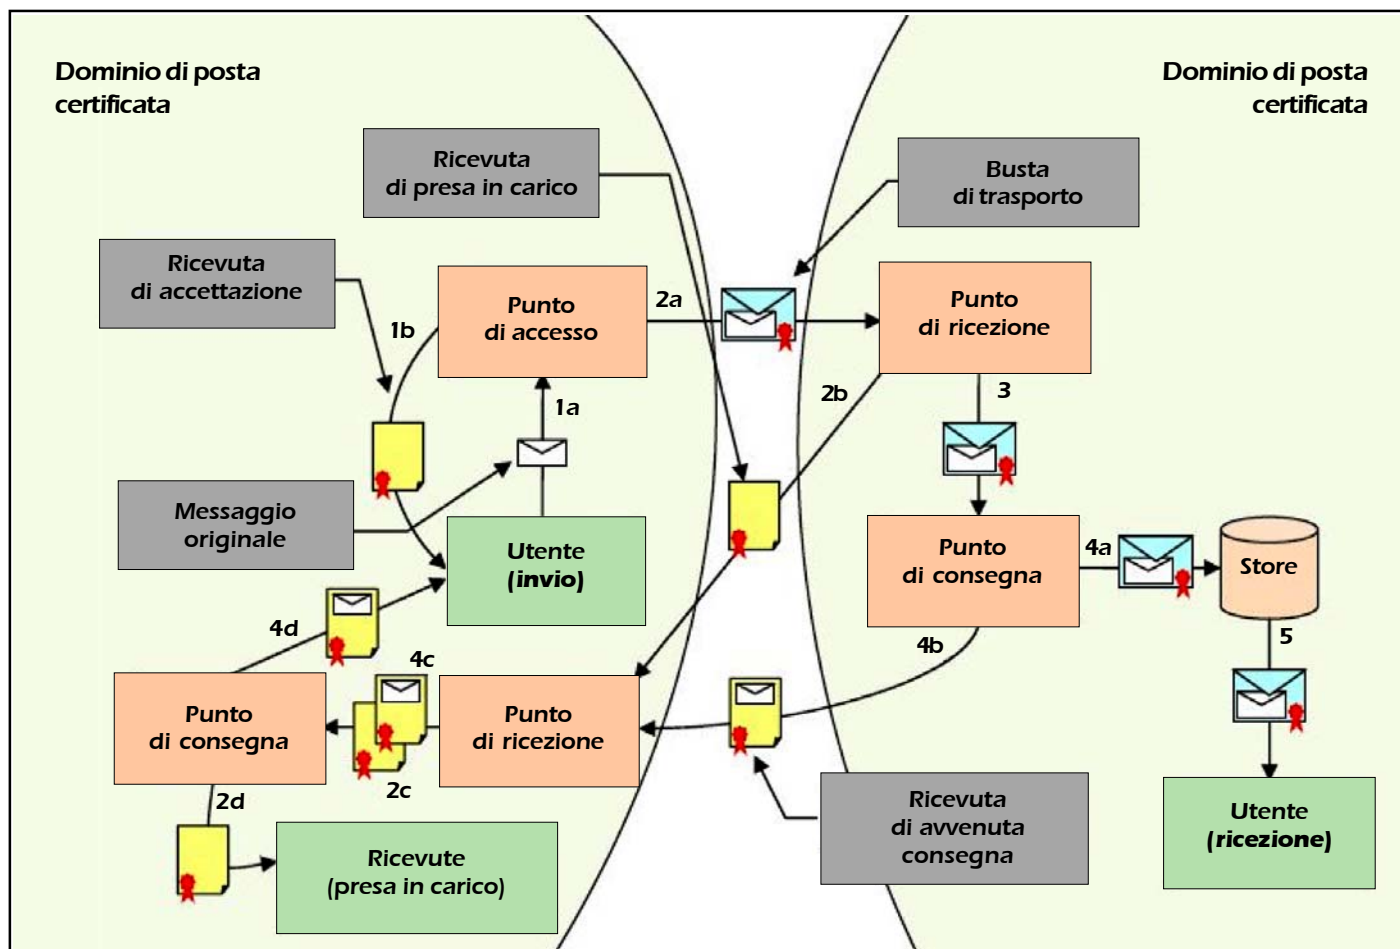 Dominio di posta
certificata
Dominio di posta
certificata
Ricevuta
di presa in carico
Busta
di trasporto
Ricevuta
di accettazione
Punto
di accesso
2a
Punto
di ricezione
1b
1a
2b
3
Messaggio
originale
Utente
(invio)
Punto
di consegna
4a
Store
4d
4c
4b
5
Punto
di consegna
Punto
di ricezione
2c
2d
Ricevute
(presa in carico)
Ricevuta
di avvenuta
consegna
Utente
(ricezione)